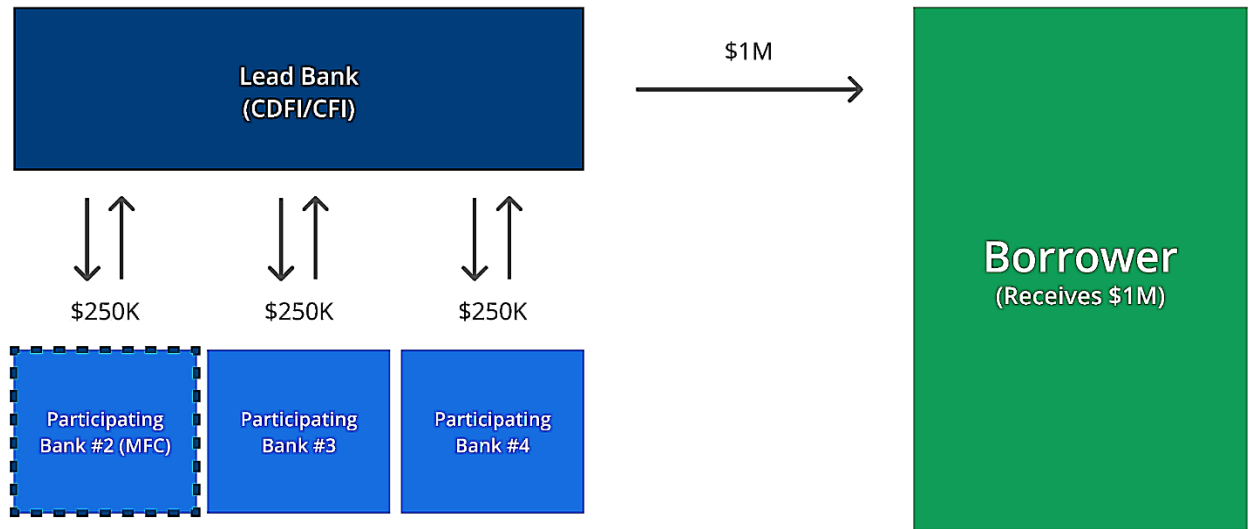 Lead Bank
(CDFI/CFI)
$1M
Borrower
(Receives $1M)
$250K
$250K
$250K
Participating
Bank #2 (MFC)
Participating
Bank #3
Participating
Bank #4